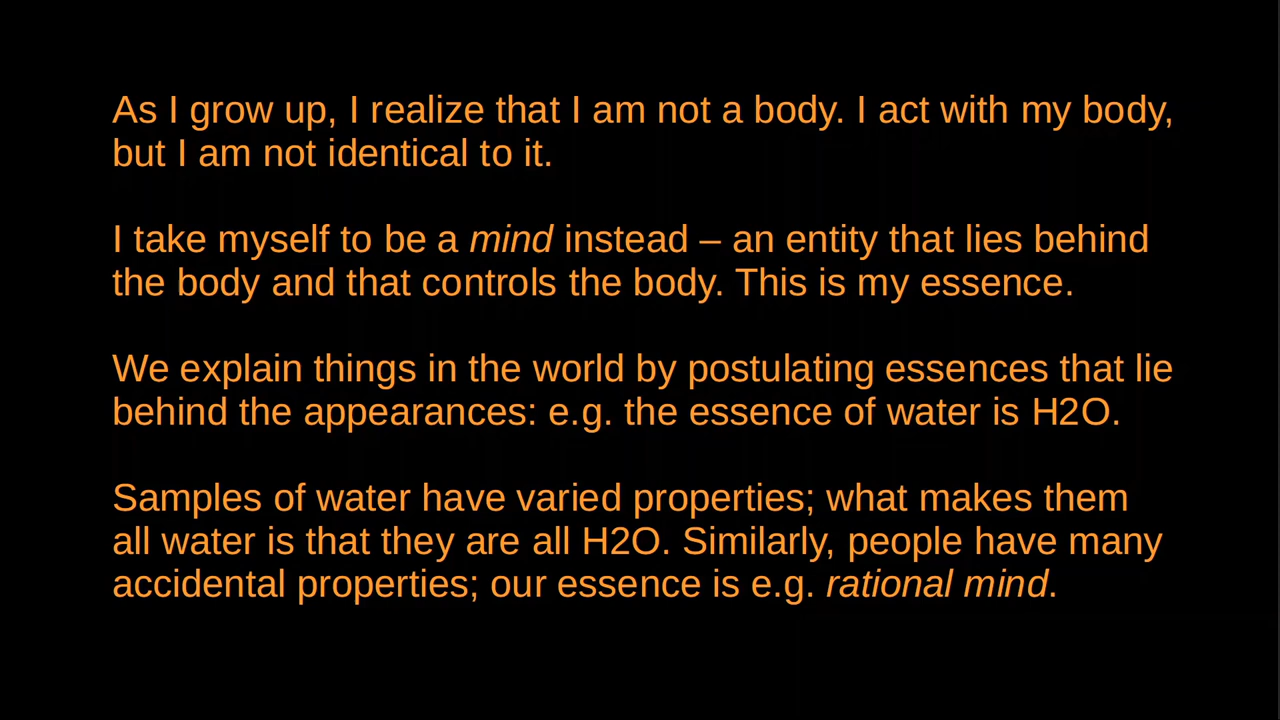 As I grow up, I realize that I am not a body. I act with my body,
but I am not identical to it.
I take myself to be a mind instead – an entity that lies behind
the body and that controls the body. This is my essence.
We explain things in the world by postulating essences that lie
behind the appearances: e.g. the essence of water is H2O.
Samples of water have varied properties; what makes them
all water is that they are all H2O. Similarly, people have many
accidental properties; our essence is e.g. rational mind.